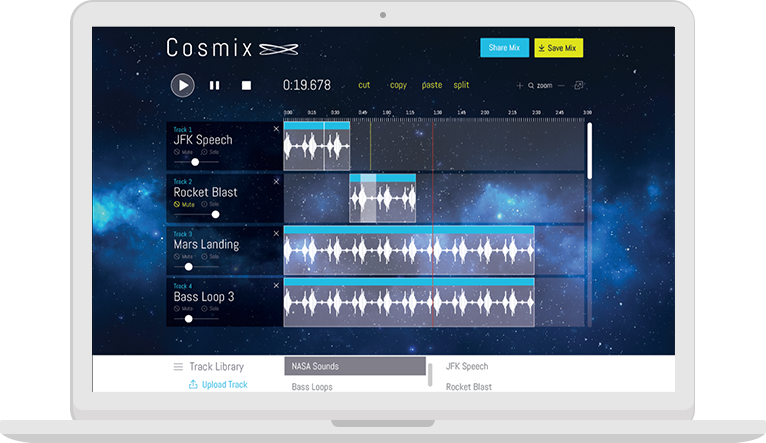 Cosmix
Share Mix
Save Mix
0:19.678
cut
copy
paste
split
zoom
0:00 0:15 0:30 0:45 1:00 1:15 1:30 1:45 2:00 2:15 2:30 2:45 3:00
Track 1
JFK Speech
Mute Solo
Track 2
Rocket Blast
Mute Solo
Track 3
Mars Landing
Mute Solo
Track 4
Bass Loop 3
Mute Solo
Track Library
Upload Track
NASA Sounds
Bass Loops
JFK Speech
Rocket Blast